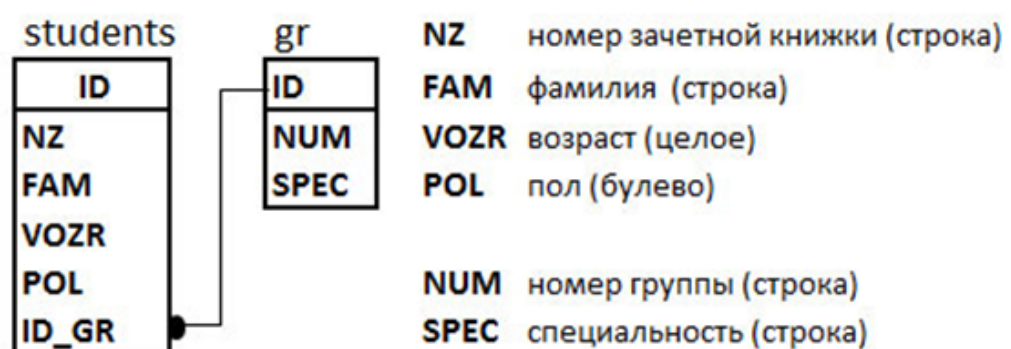 students gr NZ номер зачетной книжки (строка)
ID ID FAM фамилия (строка)
NZ NUM VOZR возраст (целое)
FAM SPEC POL пол (булево)
VOZR
POL NUM номер группы (строка)
ID_GR SPEC специальность (строка)